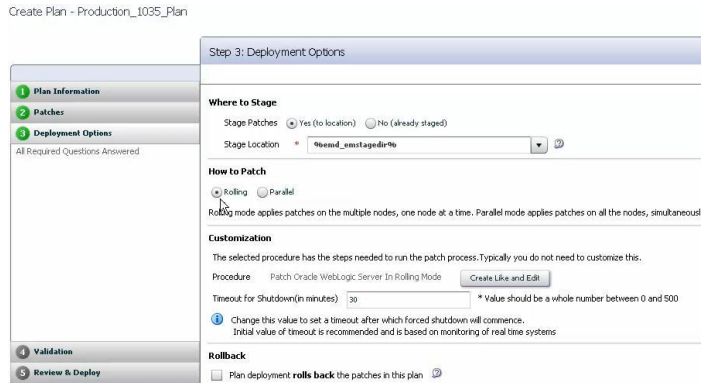 Create Plan - Production_1035_Plan
Step 3: Deployment Options
1 Plan Information
2 Patches
3 Deployment Options
All Required Questions Answered
4 Validation
5 Review & Deploy
Where to Stage
Stage Patches Yes (to location) No (already staged)
Stage Location * %emd_emstagedir%
How to Patch
Rolling Parallel
Rolling mode applies patches on the multiple nodes, one node at a time. Parallel mode applies patches on all the nodes, simultaneousl
Customization
The selected procedure has the steps needed to run the patch process.Typically you do not need to customize this.
Procedure Patch Oracle WebLogic Server In Rolling Mode Create Like and Edit
Timeout for Shutdown(in minutes) 30 * Value should be a whole number between 0 and 500
Change this value to set a timeout after which forced shutdown will commence.
Initial value of timeout is recommended and is based on monitoring of real time systems
Rollback
Plan deployment rolls back the patches in this plan